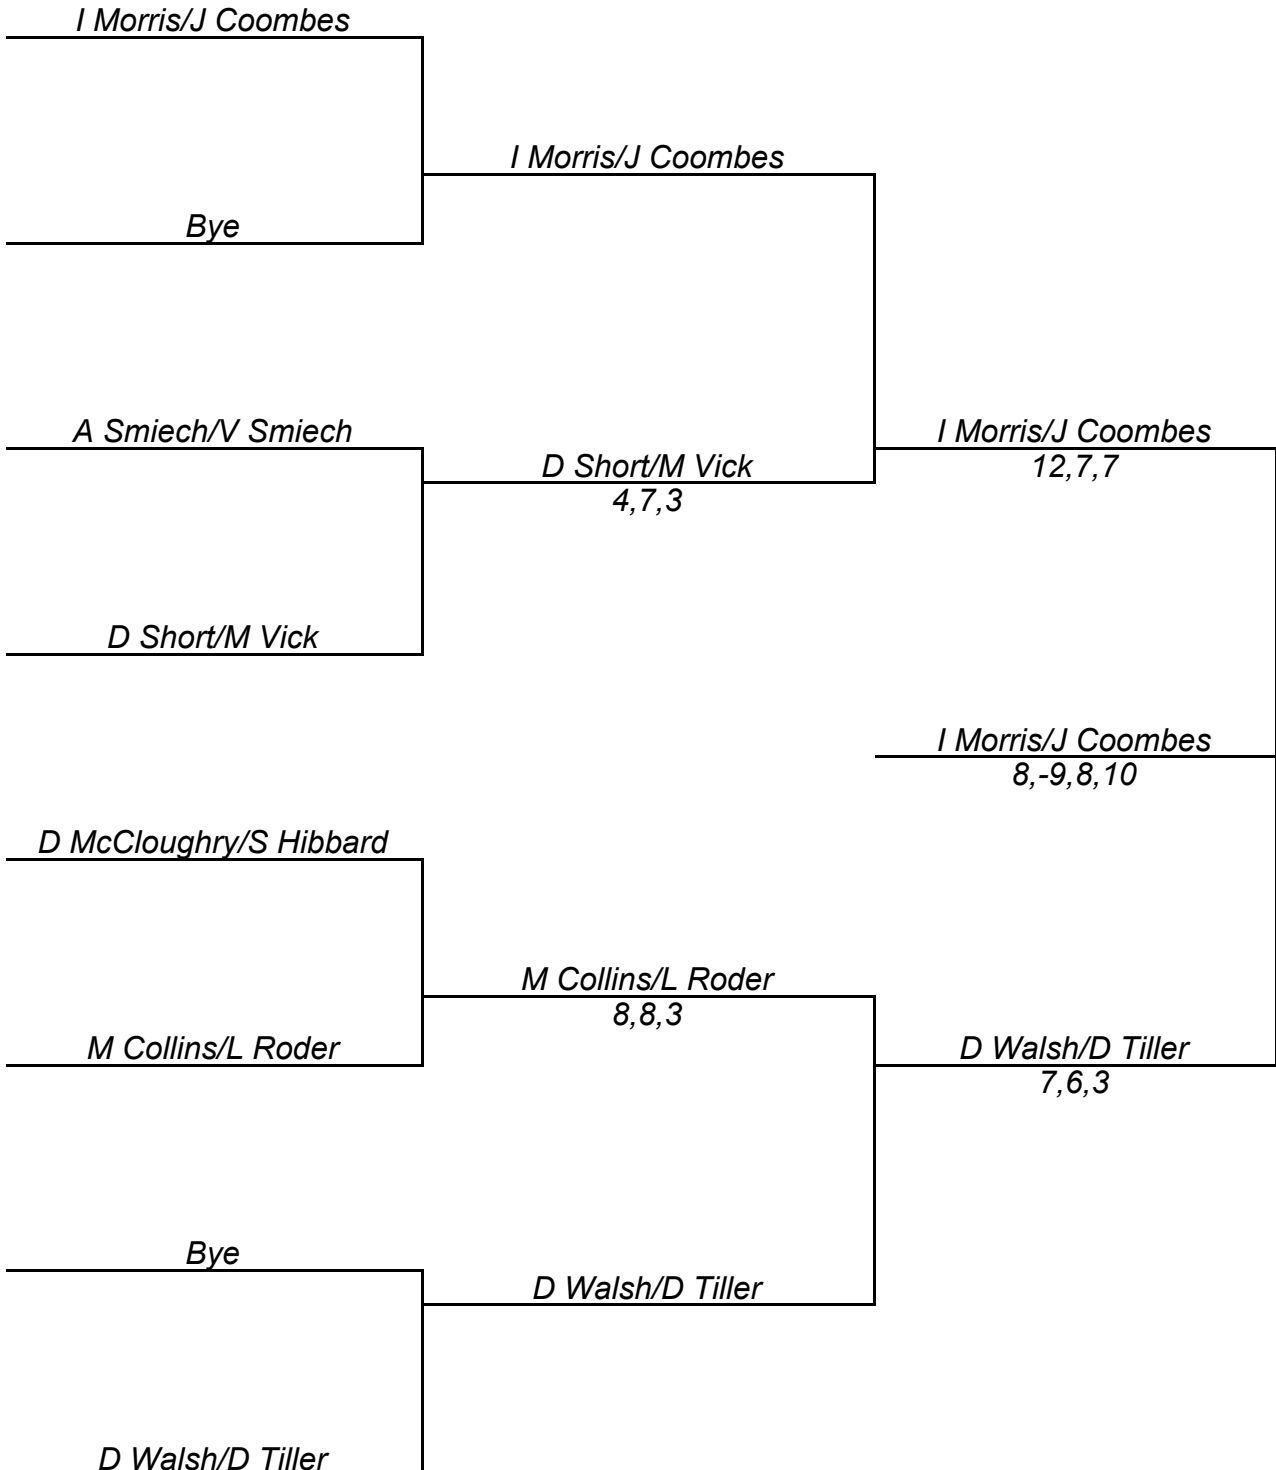 I Morris/J Coombes
I Morris/J Coombes
Bye
A Smiech/V Smiech
I Morris/J Coombes
D Short/M Vick
12,7,7
4,7,3
D Short/M Vick
I Morris/J Coombes
8,-9,8,10
D McCloughry/S Hibbard
M Collins/L Roder
8,8,3
M Collins/L Roder
D Walsh/D Tiller
7,6,3
Bye
D Walsh/D Tiller
D Walsh/D Tiller